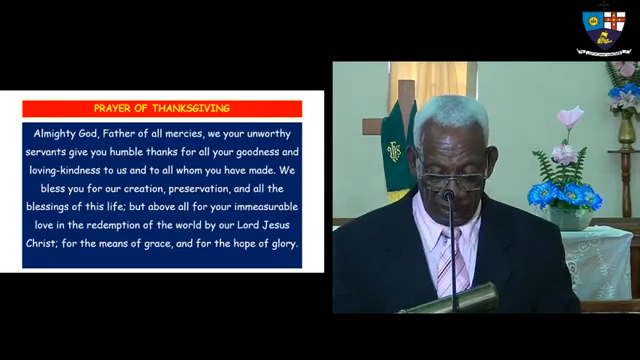 PRAYER OF THANKSGIVING
Almighty God, Father of all mercies, we your unworthy
servants give you humble thanks for all your goodness and
loving-kindness to us and to all whom you have made. We
bless you for our creation, preservation, and all the
blessings of this life; but above all for your immeasurable
love in the redemption of the world by our Lord Jesus
Christ; for the means of grace, and for the hope of glory.